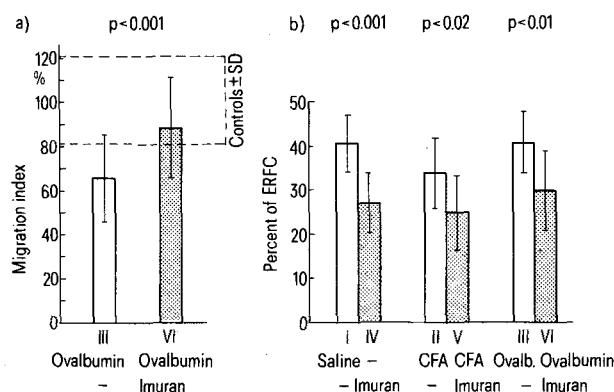 a)
p<0.001
120
%
100
80
60
40
20
0
Migration index
Controls ± SD
III VI
Ovalbumin Ovalbumin
– Imuran
b)
p<0.001 p<0.02 p<0.01
50
40
30
20
10
0
Percent of ERFC
I IV II V III VI
Saline – CFA CFA Ovalb. Ovalbumin
– Imuran – Imuran – Imuran